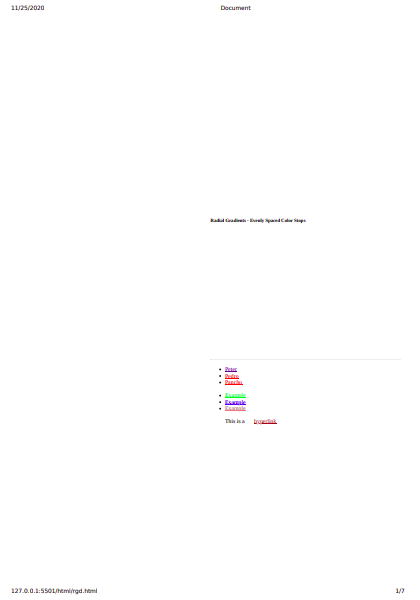 11/25/2020 Document
Radial Gradients - Evenly Spaced Color Stops
Peter
Pedro
Pancho
Example
Example
Example
This is a hyperlink
127.0.0.1:5501/html/rgd.html 1/7